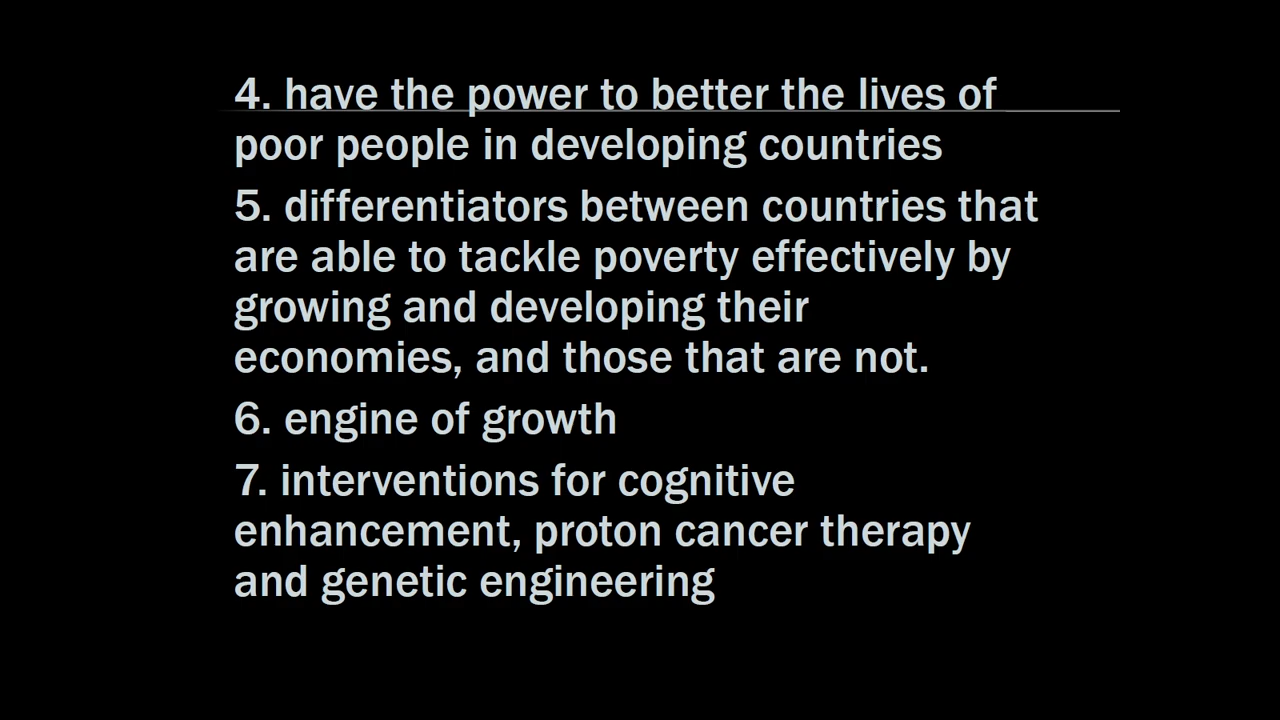 4. have the power to better the lives of
poor people in developing countries
5. differentiators between countries that
are able to tackle poverty effectively by
growing and developing their
economies, and those that are not.
6. engine of growth
7. interventions for cognitive
enhancement, proton cancer therapy
and genetic engineering